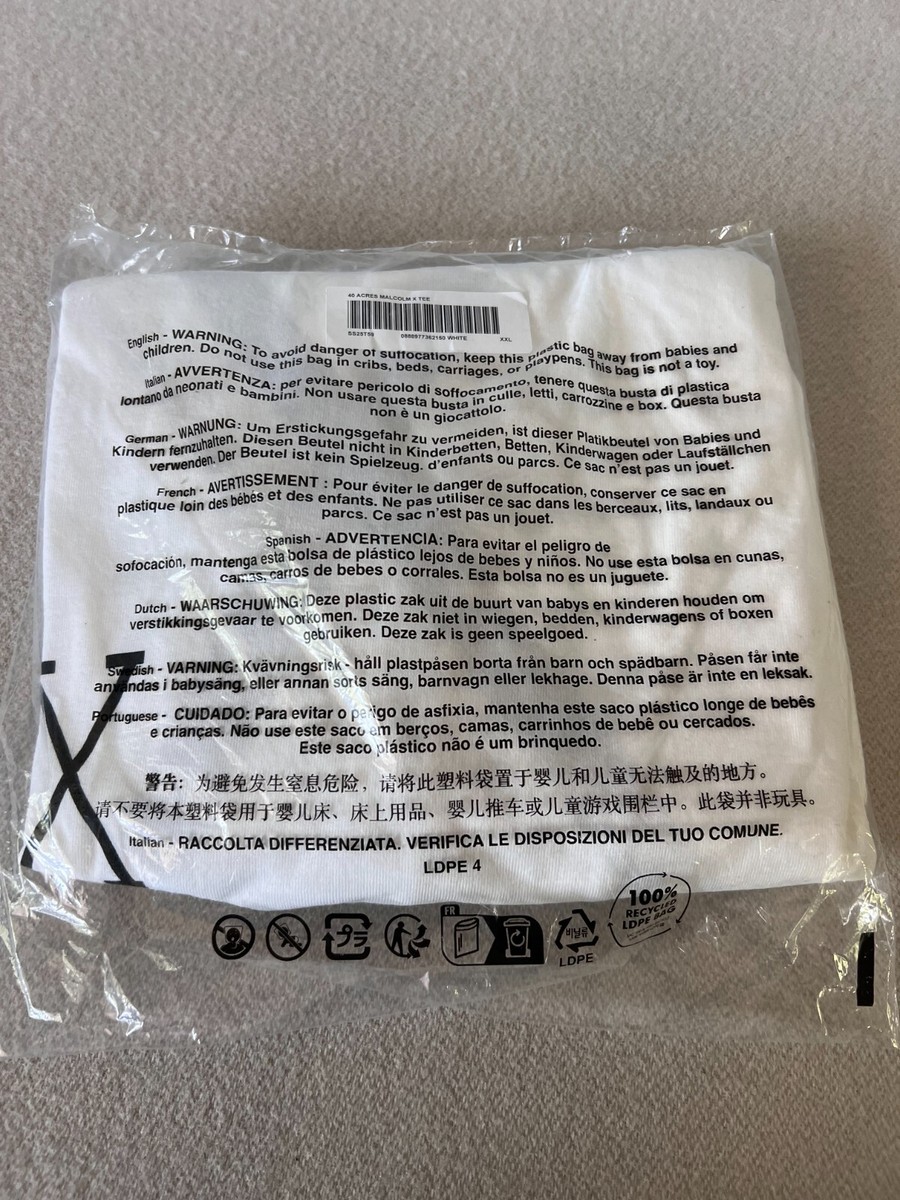 40 ACRES MALCOLM X TEE
SS25T59 0888977362160 WHITE XXL
English - WARNING: To avoid danger of suffocation, keep this plastic bag away from babies and
children. Do not use this bag in cribs, beds, carriages, or playpens. This bag is not a toy.
Italian - AVVERTENZA: per evitare pericolo di soffocamento, tenere questa busta di plastica
lontano da neonati e bambini. Non usare questa busta in culle, letti, carrozzine e box. Questa busta
non è un giocattolo.
German - WARNUNG: Um Erstickungsgefahr zu vermeiden, ist dieser Platikbeutel von Babies und
Kindern fernzuhalten. Diesen Beutel nicht in Kinderbetten, Betten, Kinderwagen oder Laufställchen
verwenden. Der Beutel ist kein Spielzeug. d'enfants ou parcs. Ce sac n'est pas un jouet.
French - AVERTISSEMENT : Pour éviter le danger de suffocation, conserver ce sac en
plastique loin des bébés et des enfants. Ne pas utiliser ce sac dans les berceaux, lits, landaux ou
parcs. Ce sac n'est pas un jouet.
Spanish - ADVERTENCIA: Para evitar el peligro de
sofocación, mantenga esta bolsa de plástico lejos de bebes y niños. No use esta bolsa en cunas,
camas, carros de bebes o corrales. Esta bolsa no es un juguete.
Dutch - WAARSCHUWING: Deze plastic zak uit de buurt van babys en kinderen houden om
verstikkingsgevaar te voorkomen. Deze zak niet in wiegen, bedden, kinderwagens of boxen
gebruiken. Deze zak is geen speelgoed.
Swedish - VARNING: Kvävningsrisk - håll plastpåsen borta från barn och spädbarn. Påsen får inte
användas i babysäng, eller annan sorts säng, barnvagn eller lekhage. Denna påse är inte en leksak.
Portuguese - CUIDADO: Para evitar o perigo de asfixia, mantenha este saco plástico longe de bebês
e crianças. Não use este saco em berços, camas, carrinhos de bebê ou cercados.
Este saco plástico não é um brinquedo.
警告：为避免发生窒息危险，请将此塑料袋置于婴儿和儿童无法触及的地方。
请不要将本塑料袋用于婴儿床、床上用品、婴儿推车或儿童游戏围栏中。此袋并非玩具。
Italian - RACCOLTA DIFFERENZIATA. VERIFICA LE DISPOSIZIONI DEL TUO COMUNE.
LDPE 4
X
プラ
FR
비닐류
LDPE
100%
RECYCLED
LDPE BAG